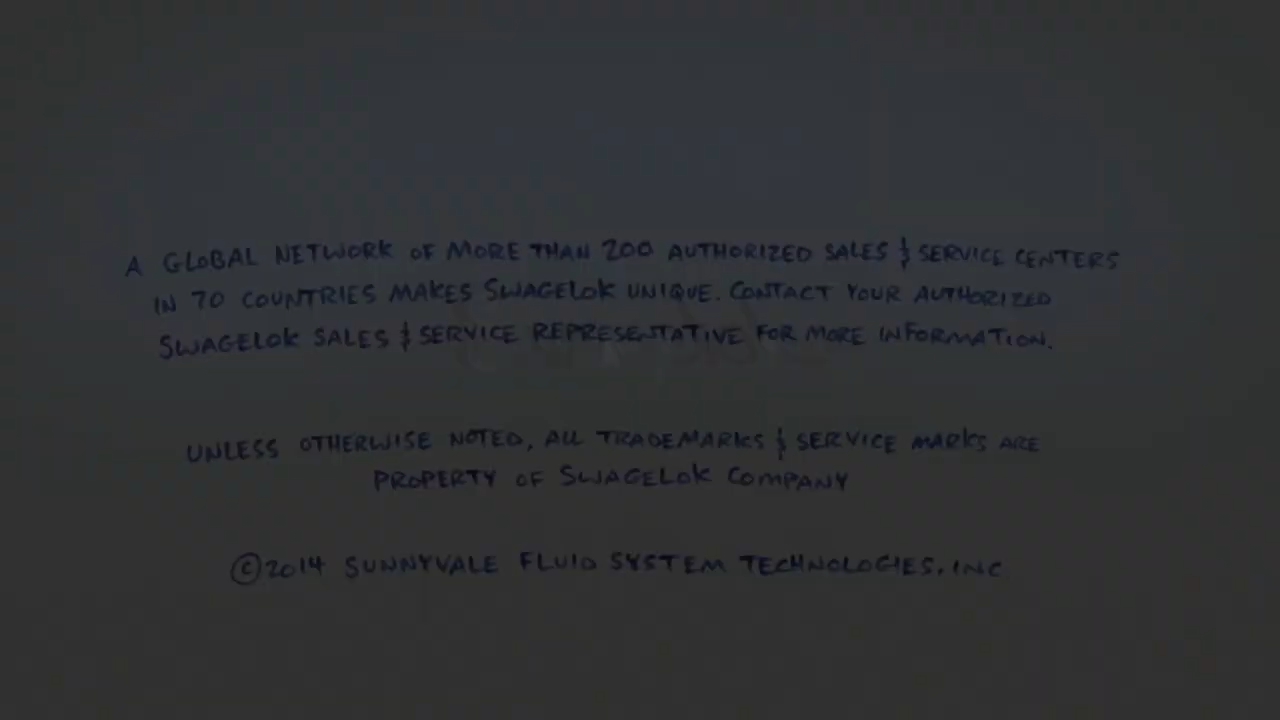 A GLOBAL NETWORK OF MORE THAN 200 AUTHORIZED SALES & SERVICE CENTERS
IN 70 COUNTRIES MAKES SWAGELOK UNIQUE. CONTACT YOUR AUTHORIZED
SWAGELOK SALES & SERVICE REPRESENTATIVE FOR MORE INFORMATION.
UNLESS OTHERWISE NOTED, ALL TRADEMARKS & SERVICE MARKS ARE
PROPERTY OF SWAGELOK COMPANY
©2014 SUNNYVALE FLUID SYSTEM TECHNOLOGIES, INC